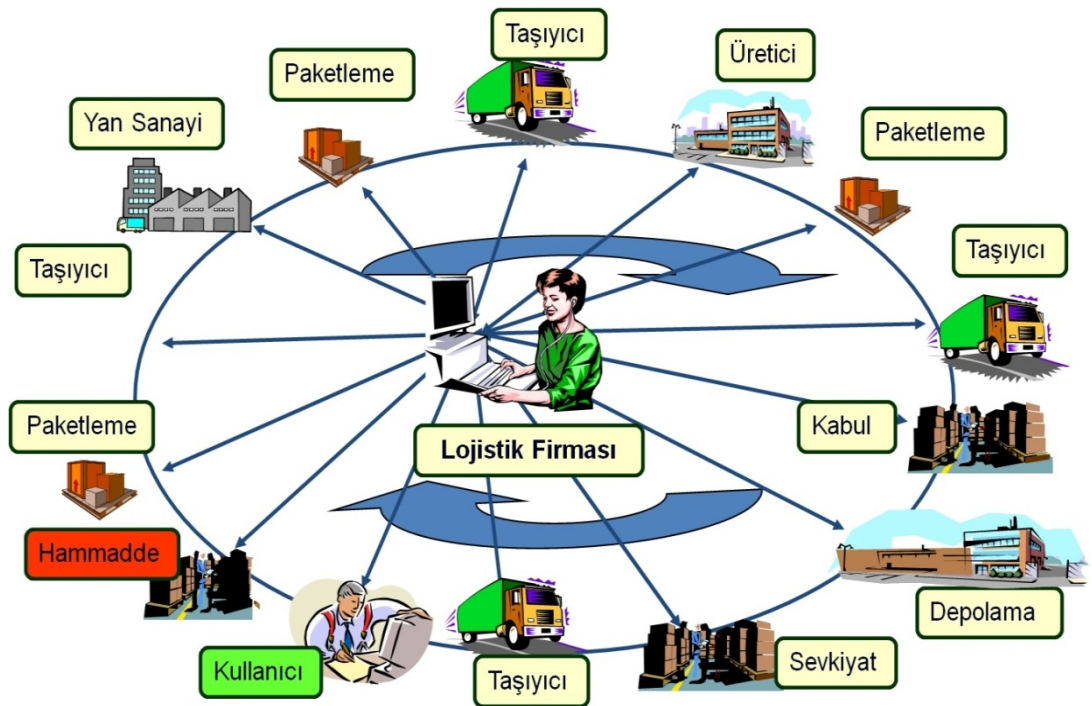 Taşıyıcı
Üretici
Paketleme
Yan Sanayi
Paketleme
Taşıyıcı
Taşıyıcı
Paketleme
Kabul
Lojistik Firması
Hammadde
Depolama
Kullanıcı
Taşıyıcı
Sevkiyat